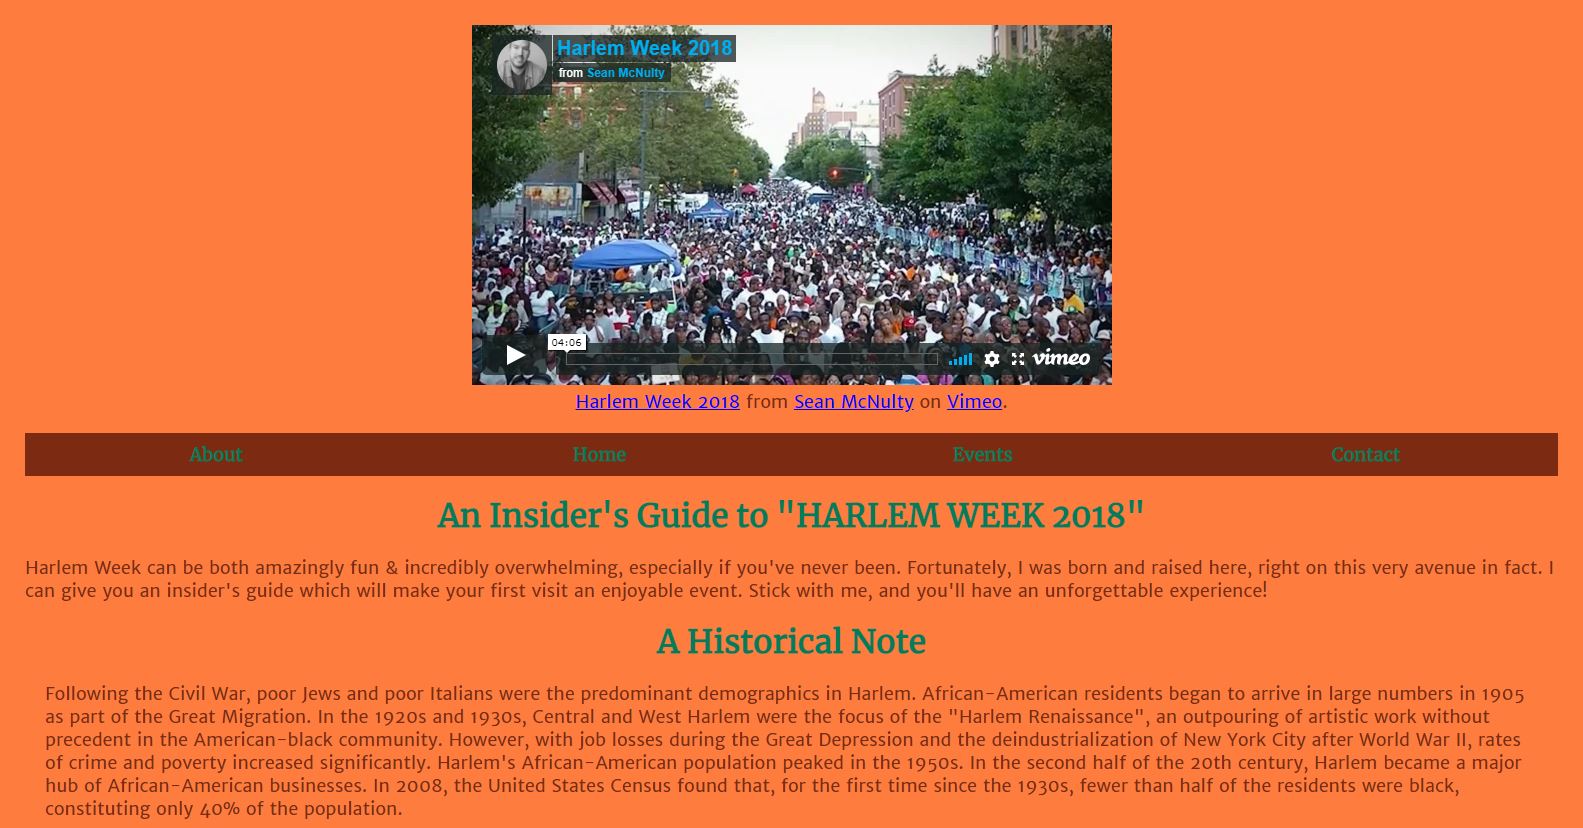 Harlem Week 2018
from Sean McNulty
04:06
vimeo
Harlem Week 2018 from Sean McNulty on Vimeo.
About Home Events Contact
An Insider's Guide to "HARLEM WEEK 2018"
Harlem Week can be both amazingly fun & incredibly overwhelming, especially if you've never been. Fortunately, I was born and raised here, right on this very avenue in fact. I
can give you an insider's guide which will make your first visit an enjoyable event. Stick with me, and you'll have an unforgettable experience!
A Historical Note
Following the Civil War, poor Jews and poor Italians were the predominant demographics in Harlem. African-American residents began to arrive in large numbers in 1905
as part of the Great Migration. In the 1920s and 1930s, Central and West Harlem were the focus of the "Harlem Renaissance", an outpouring of artistic work without
precedent in the American-black community. However, with job losses during the Great Depression and the deindustrialization of New York City after World War II, rates
of crime and poverty increased significantly. Harlem's African-American population peaked in the 1950s. In the second half of the 20th century, Harlem became a major
hub of African-American businesses. In 2008, the United States Census found that, for the first time since the 1930s, fewer than half of the residents were black,
constituting only 40% of the population.